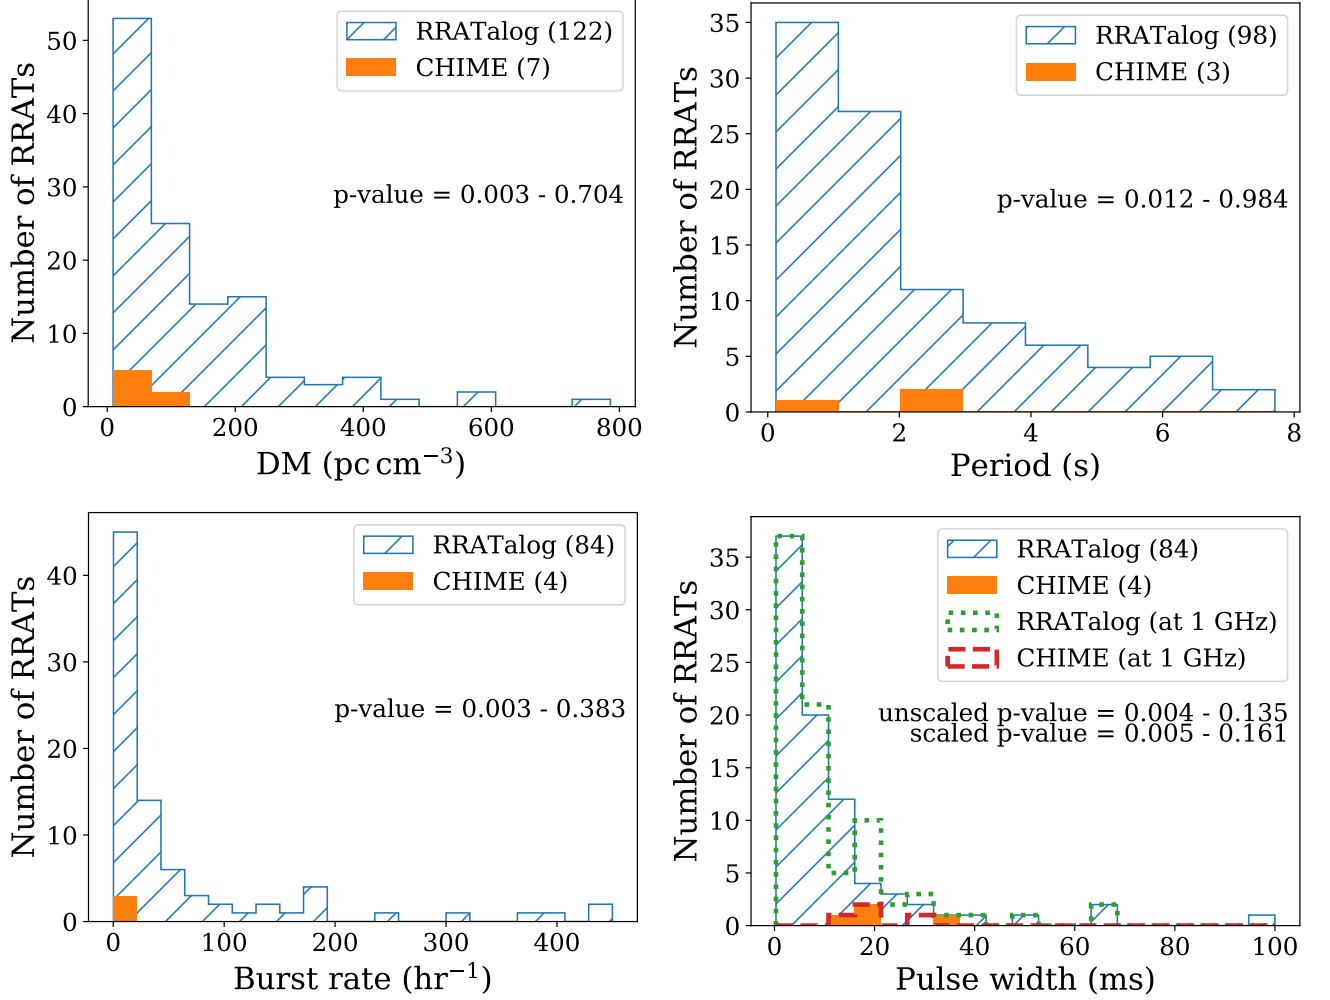 Number of RRATs
50
40
30
20
10
0
RRATalog (122)
CHIME (7)
p-value = 0.003 - 0.704
0 200 400 600 800
DM (pc cm⁻³)
Number of RRATs
35
30
25
20
15
10
5
0
RRATalog (98)
CHIME (3)
p-value = 0.012 - 0.984
0 2 4 6 8
Period (s)
Number of RRATs
40
30
20
10
0
RRATalog (84)
CHIME (4)
p-value = 0.003 - 0.383
0 100 200 300 400
Burst rate (hr⁻¹)
Number of RRATs
35
30
25
20
15
10
5
0
RRATalog (84)
CHIME (4)
RRATalog (at 1 GHz)
CHIME (at 1 GHz)
unscaled p-value = 0.004 - 0.135
scaled p-value = 0.005 - 0.161
0 20 40 60 80 100
Pulse width (ms)